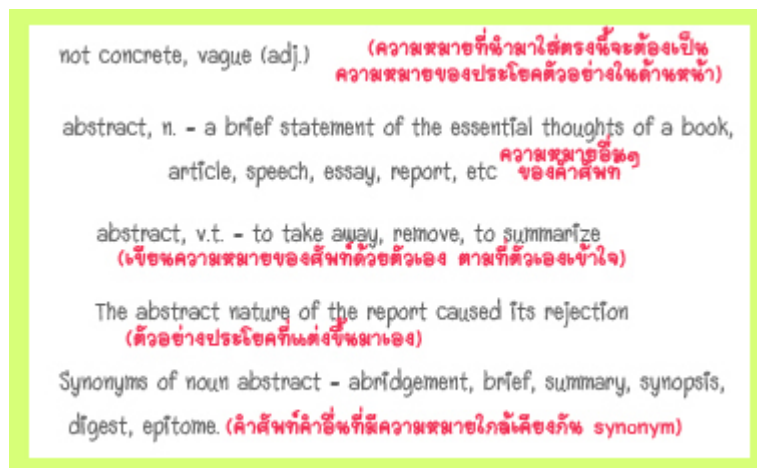 not concrete, vague (adj.) (ความหมายที่นำมาใส่ตรงนี้จะต้องเป็น
ความหมายของประโยคตัวอย่างในด้านหน้า)
abstract, n. - a brief statement of the essential thoughts of a book,
article, speech, essay, report, etc ความหมายอื่นๆ
ของคำศัพท์
abstract, v.t. - to take away, remove, to summarize
(เขียนความหมายของศัพท์ด้วยตัวเอง ตามที่ตัวเองเข้าใจ)
The abstract nature of the report caused its rejection
(ตัวอย่างประโยคที่แต่งขึ้นมาเอง)
Synonyms of noun abstract - abridgement, brief, summary, synopsis,
digest, epitome. (คำศัพท์คำอื่นที่มีความหมายใกล้เคียงกัน synonym)